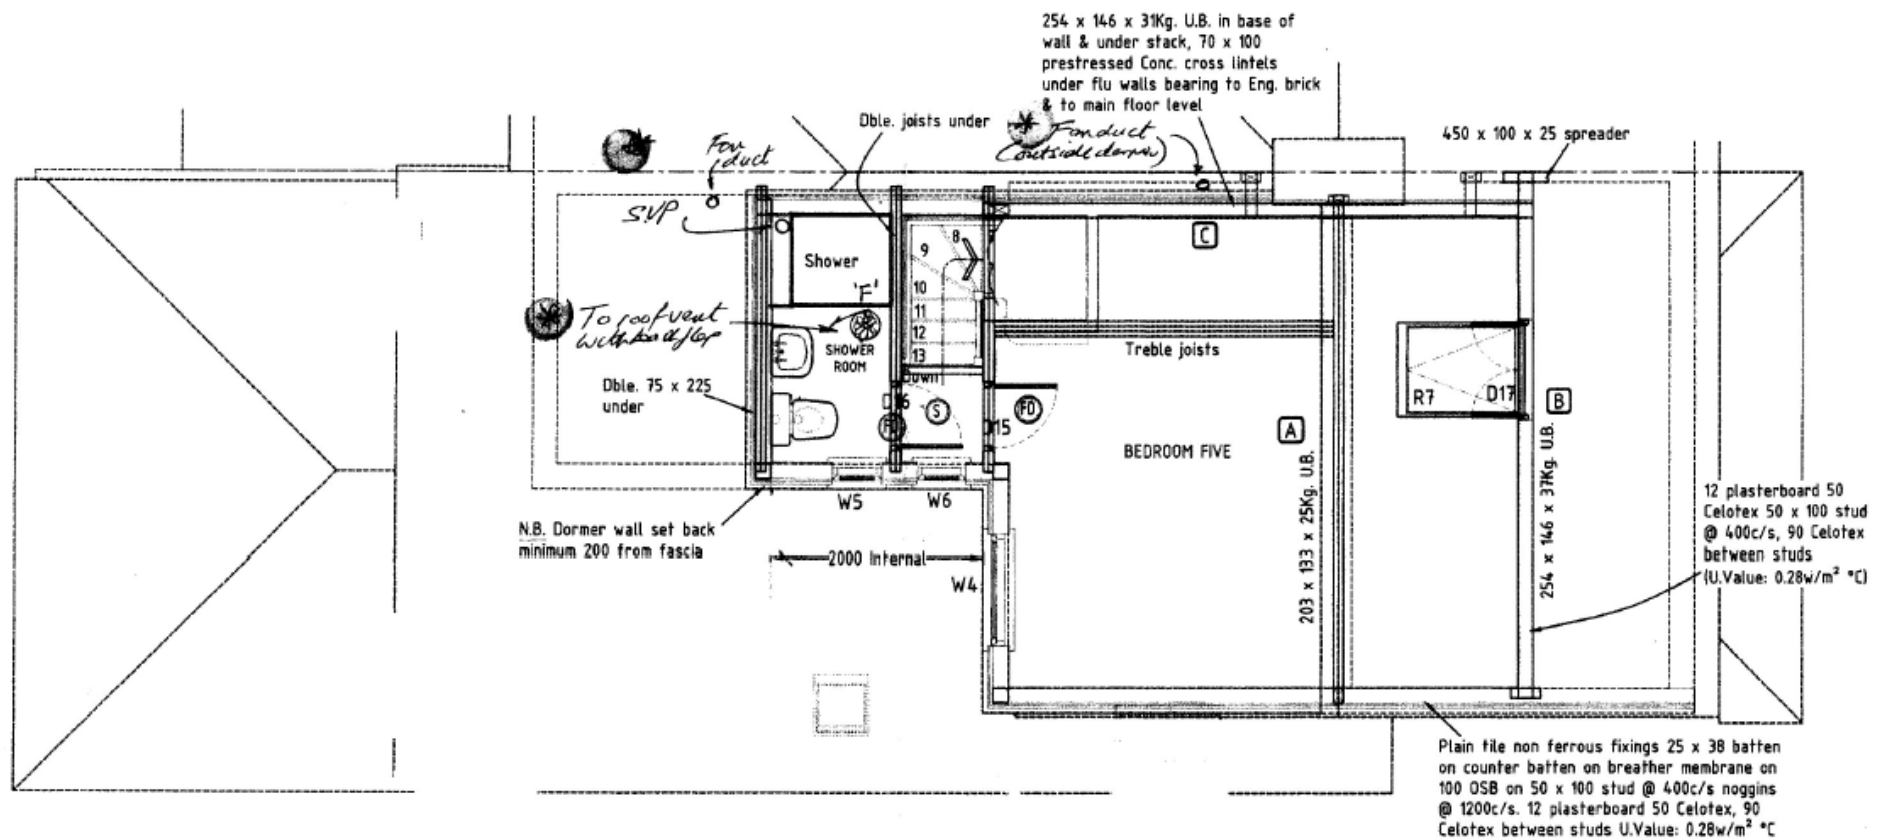 254 x 146 x 31Kg. U.B. in base of
wall & under stack, 70 x 100
prestressed Conc. cross lintels
under flu walls bearing to Eng. brick
& to main floor level
Dble. joists under
Fan duct
(outside dormer)
450 x 100 x 25 spreader
Fan
duct
SVP
Shower
'F'
8
9
10
11
12
13
C
To roof vent
SHOWER
ROOM
Down
Treble joists
Dble. 75 x 225
under
S
FD
FD
R7
D17
B
A
BEDROOM FIVE
203 x 133 x 25Kg. U.B.
254 x 146 x 37Kg. U.B.
W5
W6
N.B. Dormer wall set back
minimum 200 from fascia
2000 Internal
W4
12 plasterboard 50
Celotex 50 x 100 stud
@ 400c/s, 90 Celotex
between studs
(U.Value: 0.28w/m² °C)
Plain tile non ferrous fixings 25 x 38 batten
on counter batten on breather membrane on
100 OSB on 50 x 100 stud @ 400c/s noggins
@ 1200c/s. 12 plasterboard 50 Celotex, 90
Celotex between studs U.Value: 0.28w/m² °C